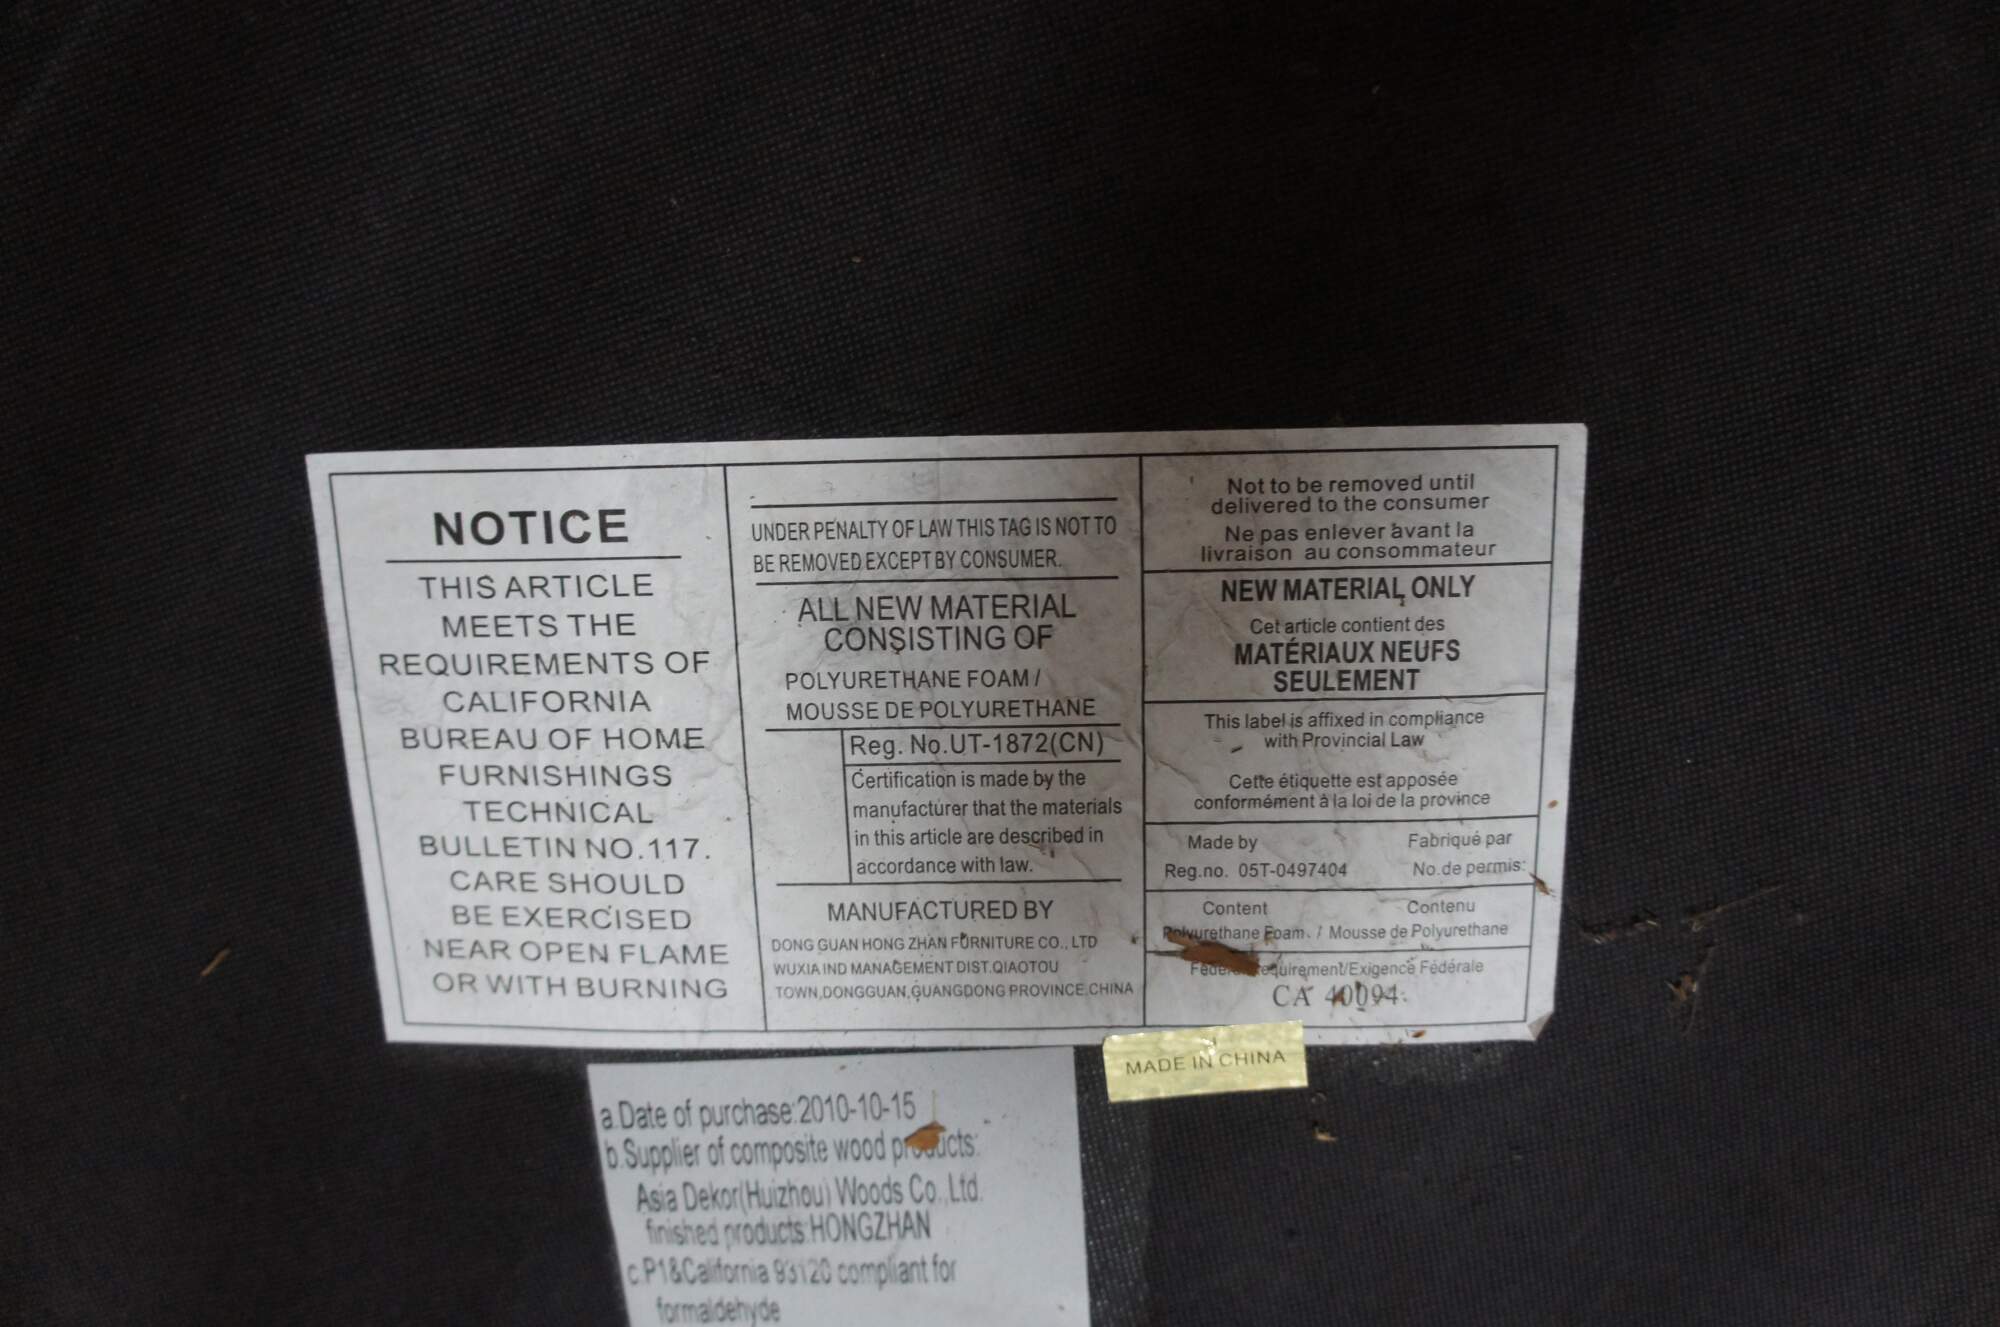 NOTICE
THIS ARTICLE
MEETS THE
REQUIREMENTS OF
CALIFORNIA
BUREAU OF HOME
FURNISHINGS
TECHNICAL
BULLETIN NO.117.
CARE SHOULD
BE EXERCISED
NEAR OPEN FLAME
OR WITH BURNING
UNDER PENALTY OF LAW THIS TAG IS NOT TO
BE REMOVED EXCEPT BY CONSUMER.
ALL NEW MATERIAL
CONSISTING OF
POLYURETHANE FOAM /
MOUSSE DE POLYURETHANE
Reg. No.UT-1872(CN)
Certification is made by the
manufacturer that the materials
in this article are described in
accordance with law.
MANUFACTURED BY
DONG GUAN HONG ZHAN FURNITURE CO., LTD
WUXIA IND MANAGEMENT DIST.QIAOTOU
TOWN,DONGGUAN,GUANGDONG PROVINCE.CHINA
Not to be removed until
delivered to the consumer
Ne pas enlever avant la
livraison au consommateur
NEW MATERIAL ONLY
Cet article contient des
MATÉRIAUX NEUFS
SEULEMENT
This label is affixed in compliance
with Provincial Law
Cette étiquette est apposée
conformément à la loi de la province
Made by Fabriqué par
Reg.no. 05T-0497404 No.de permis:
Content Contenu
Polyurethane Foam. / Mousse de Polyurethane
Federal Requirement/Exigence Fédérale
CA 40094
MADE IN CHINA
a.Date of purchase:2010-10-15
b.Supplier of composite wood products:
Asia Dekor(Huizhou) Woods Co.,Ltd.
finished products:HONGZHAN
c.P1&California 93120 compliant for
formaldehyde